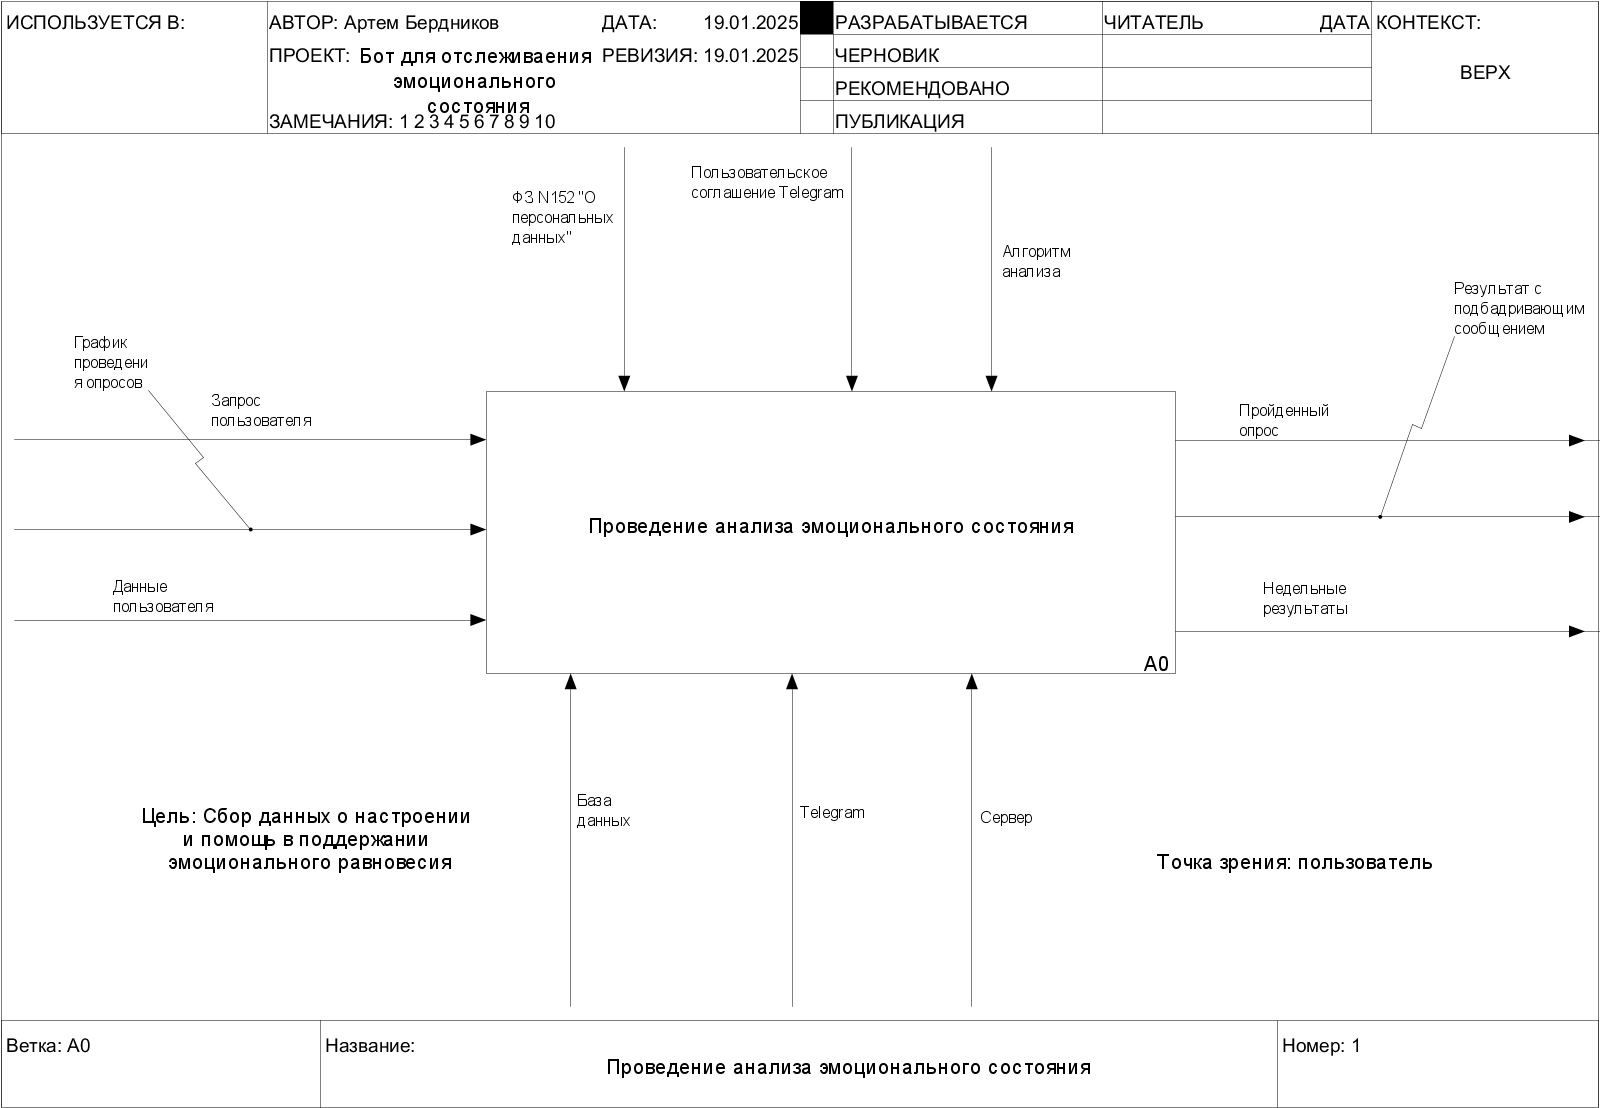 ИСПОЛЬЗУЕТСЯ В:
АВТОР: Артем Бердников
ДАТА: 19.01.2025
ПРОЕКТ: Бот для отслеживаения
эмоционального
состояния
РЕВИЗИЯ: 19.01.2025
ЗАМЕЧАНИЯ: 1 2 3 4 5 6 7 8 9 10
РАЗРАБАТЫВАЕТСЯ
ЧЕРНОВИК
РЕКОМЕНДОВАНО
ПУБЛИКАЦИЯ
ЧИТАТЕЛЬ
ДАТА
КОНТЕКСТ:
ВЕРХ
ФЗ N152 "О
персональных
данных"
Пользовательское
соглашение Telegram
Алгоритм
анализа
Результат с
подбадривающим
сообщением
График
проведени
я опросов
Запрос
пользователя
Пройденный
опрос
Проведение анализа эмоционального состояния
Данные
пользователя
Недельные
результаты
A0
База
данных
Telegram
Сервер
Цель: Сбор данных о настроении
и помощь в поддержании
эмоционального равновесия
Точка зрения: пользователь
Ветка: A0
Название:
Проведение анализа эмоционального состояния
Номер: 1